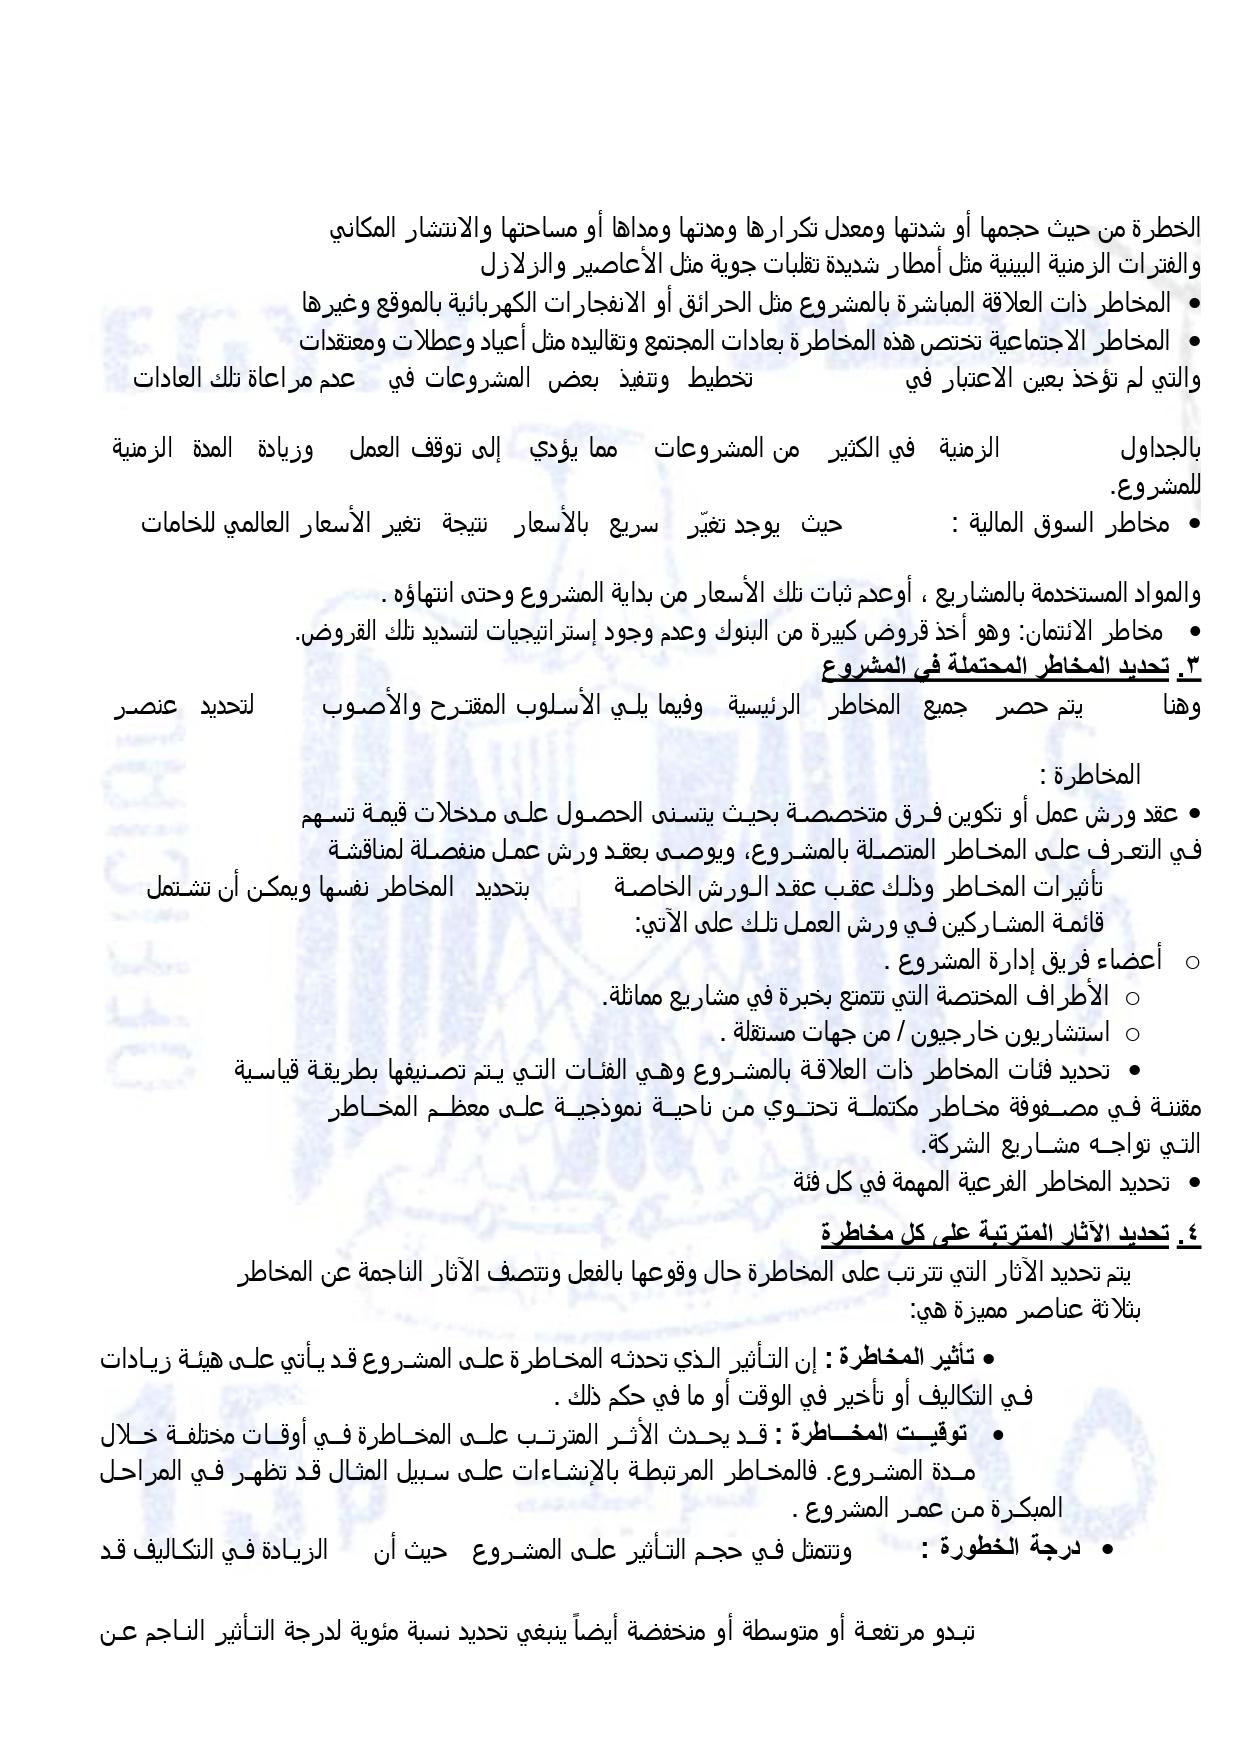 الخطرة من حيث حجمها أو شدتها ومعدل تكرارها ومدتها ومداها أو مساحتها والانتشار المكاني
والفترات الزمنية البينية مثل أمطار شديدة تقلبات جوية مثل الأعاصير والزلازل
• المخاطر ذات العلاقة المباشرة بالمشروع مثل الحرائق أو الانفجارات الكهربائية بالموقع وغيرها
• المخاطر الاجتماعية تختص هذه المخاطرة بعادات المجتمع وتقاليده مثل أعياد وعطلات ومعتقدات
والتي لم تؤخذ بعين الاعتبار في تخطيط وتنفيذ بعض المشروعات في عدم مراعاة تلك العادات
بالجداول الزمنية في الكثير من المشروعات مما يؤدي إلى توقف العمل وزيادة المدة الزمنية
للمشروع.
• مخاطر السوق المالية : حيث يوجد تغيّر سريع بالأسعار نتيجة تغير الأسعار العالمي للخامات
والمواد المستخدمة بالمشاريع ، أوعدم ثبات تلك الأسعار من بداية المشروع وحتى انتهاؤه .
• مخاطر الائتمان: وهو أخذ قروض كبيرة من البنوك وعدم وجود إستراتيجيات لتسديد تلك القروض.
٣. تحديد المخاطر المحتملة في المشروع
وهنا يتم حصر جميع المخاطر الرئيسية وفيما يلي الأسلوب المقترح والأصوب لتحديد عنصر
المخاطرة :
• عقد ورش عمل أو تكوين فرق متخصصة بحيث يتسنى الحصول على مدخلات قيمة تسهم
في التعرف على المخاطر المتصلة بالمشروع، ويوصى بعقد ورش عمل منفصلة لمناقشة
تأثيرات المخاطر وذلك عقب عقد الورش الخاصة بتحديد المخاطر نفسها ويمكن أن تشتمل
قائمة المشاركين في ورش العمل تلك على الآتي:
○ أعضاء فريق إدارة المشروع .
○ الأطراف المختصة التي تتمتع بخبرة في مشاريع مماثلة.
○ استشاريون خارجيون / من جهات مستقلة .
• تحديد فئات المخاطر ذات العلاقة بالمشروع وهي الفئات التي يتم تصنيفها بطريقة قياسية
مقننة في مصفوفة مخاطر مكتملة تحتوي من ناحية نموذجية على معظم المخاطر
التي تواجه مشاريع الشركة.
• تحديد المخاطر الفرعية المهمة في كل فئة
٤. تحديد الآثار المترتبة على كل مخاطرة
يتم تحديد الآثار التي تترتب على المخاطرة حال وقوعها بالفعل وتتصف الآثار الناجمة عن المخاطر
بثلاثة عناصر مميزة هي:
• تأثير المخاطرة : إن التأثير الذي تحدثه المخاطرة على المشروع قد يأتي على هيئة زيادات
في التكاليف أو تأخير في الوقت أو ما في حكم ذلك .
• توقيت المخاطرة : قد يحدث الأثر المترتب على المخاطرة في أوقات مختلفة خلال
مدة المشروع. فالمخاطر المرتبطة بالإنشاءات على سبيل المثال قد تظهر في المراحل
المبكرة من عمر المشروع .
• درجة الخطورة : وتتمثل في حجم التأثير على المشروع حيث أن الزيادة في التكاليف قد
تبدو مرتفعة أو متوسطة أو منخفضة أيضاً ينبغي تحديد نسبة مئوية لدرجة التأثير الناجم عن